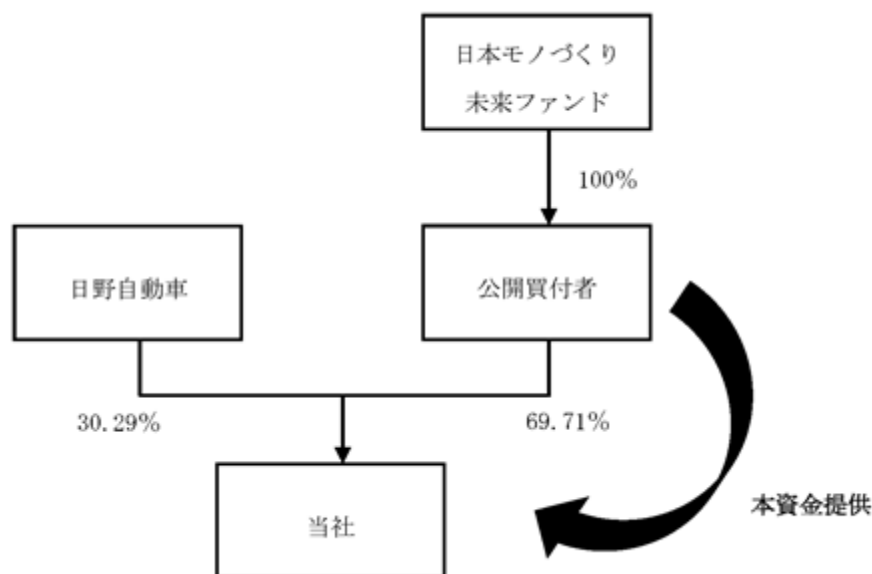 日本モノづくり
未来ファンド
100%
日野自動車
公開買付者
30.29%
69.71%
本資金提供
当社